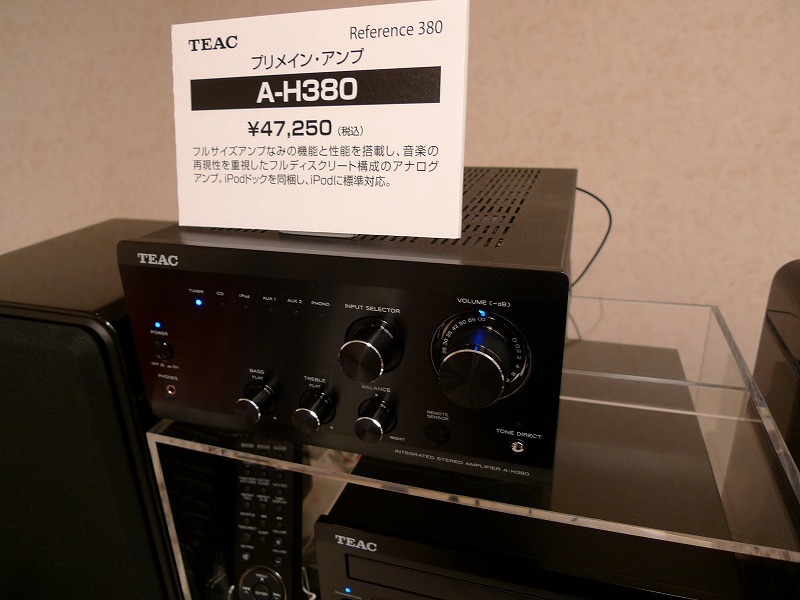 TEAC
Reference 380
プリメイン・アンプ
A-H380
¥47,250 (税込)
フルサイズアンプなみの機能と性能を搭載し、音楽の
再現性を重視したフルディスクリート構成のアナログ
アンプ。iPodドックを同梱し、iPodに標準対応。
TEAC
TUNER CD iPod AUX 1 AUX 2 PHONO
INPUT SELECTOR
VOLUME (-dB)
POWER
OFF ON
PHONES
BASS
FLAT
TREBLE
FLAT
BALANCE
RIGHT
REMOTE
SENSOR
TONE DIRECT
INTEGRATED STEREO AMPLIFIER A-H380
TEAC